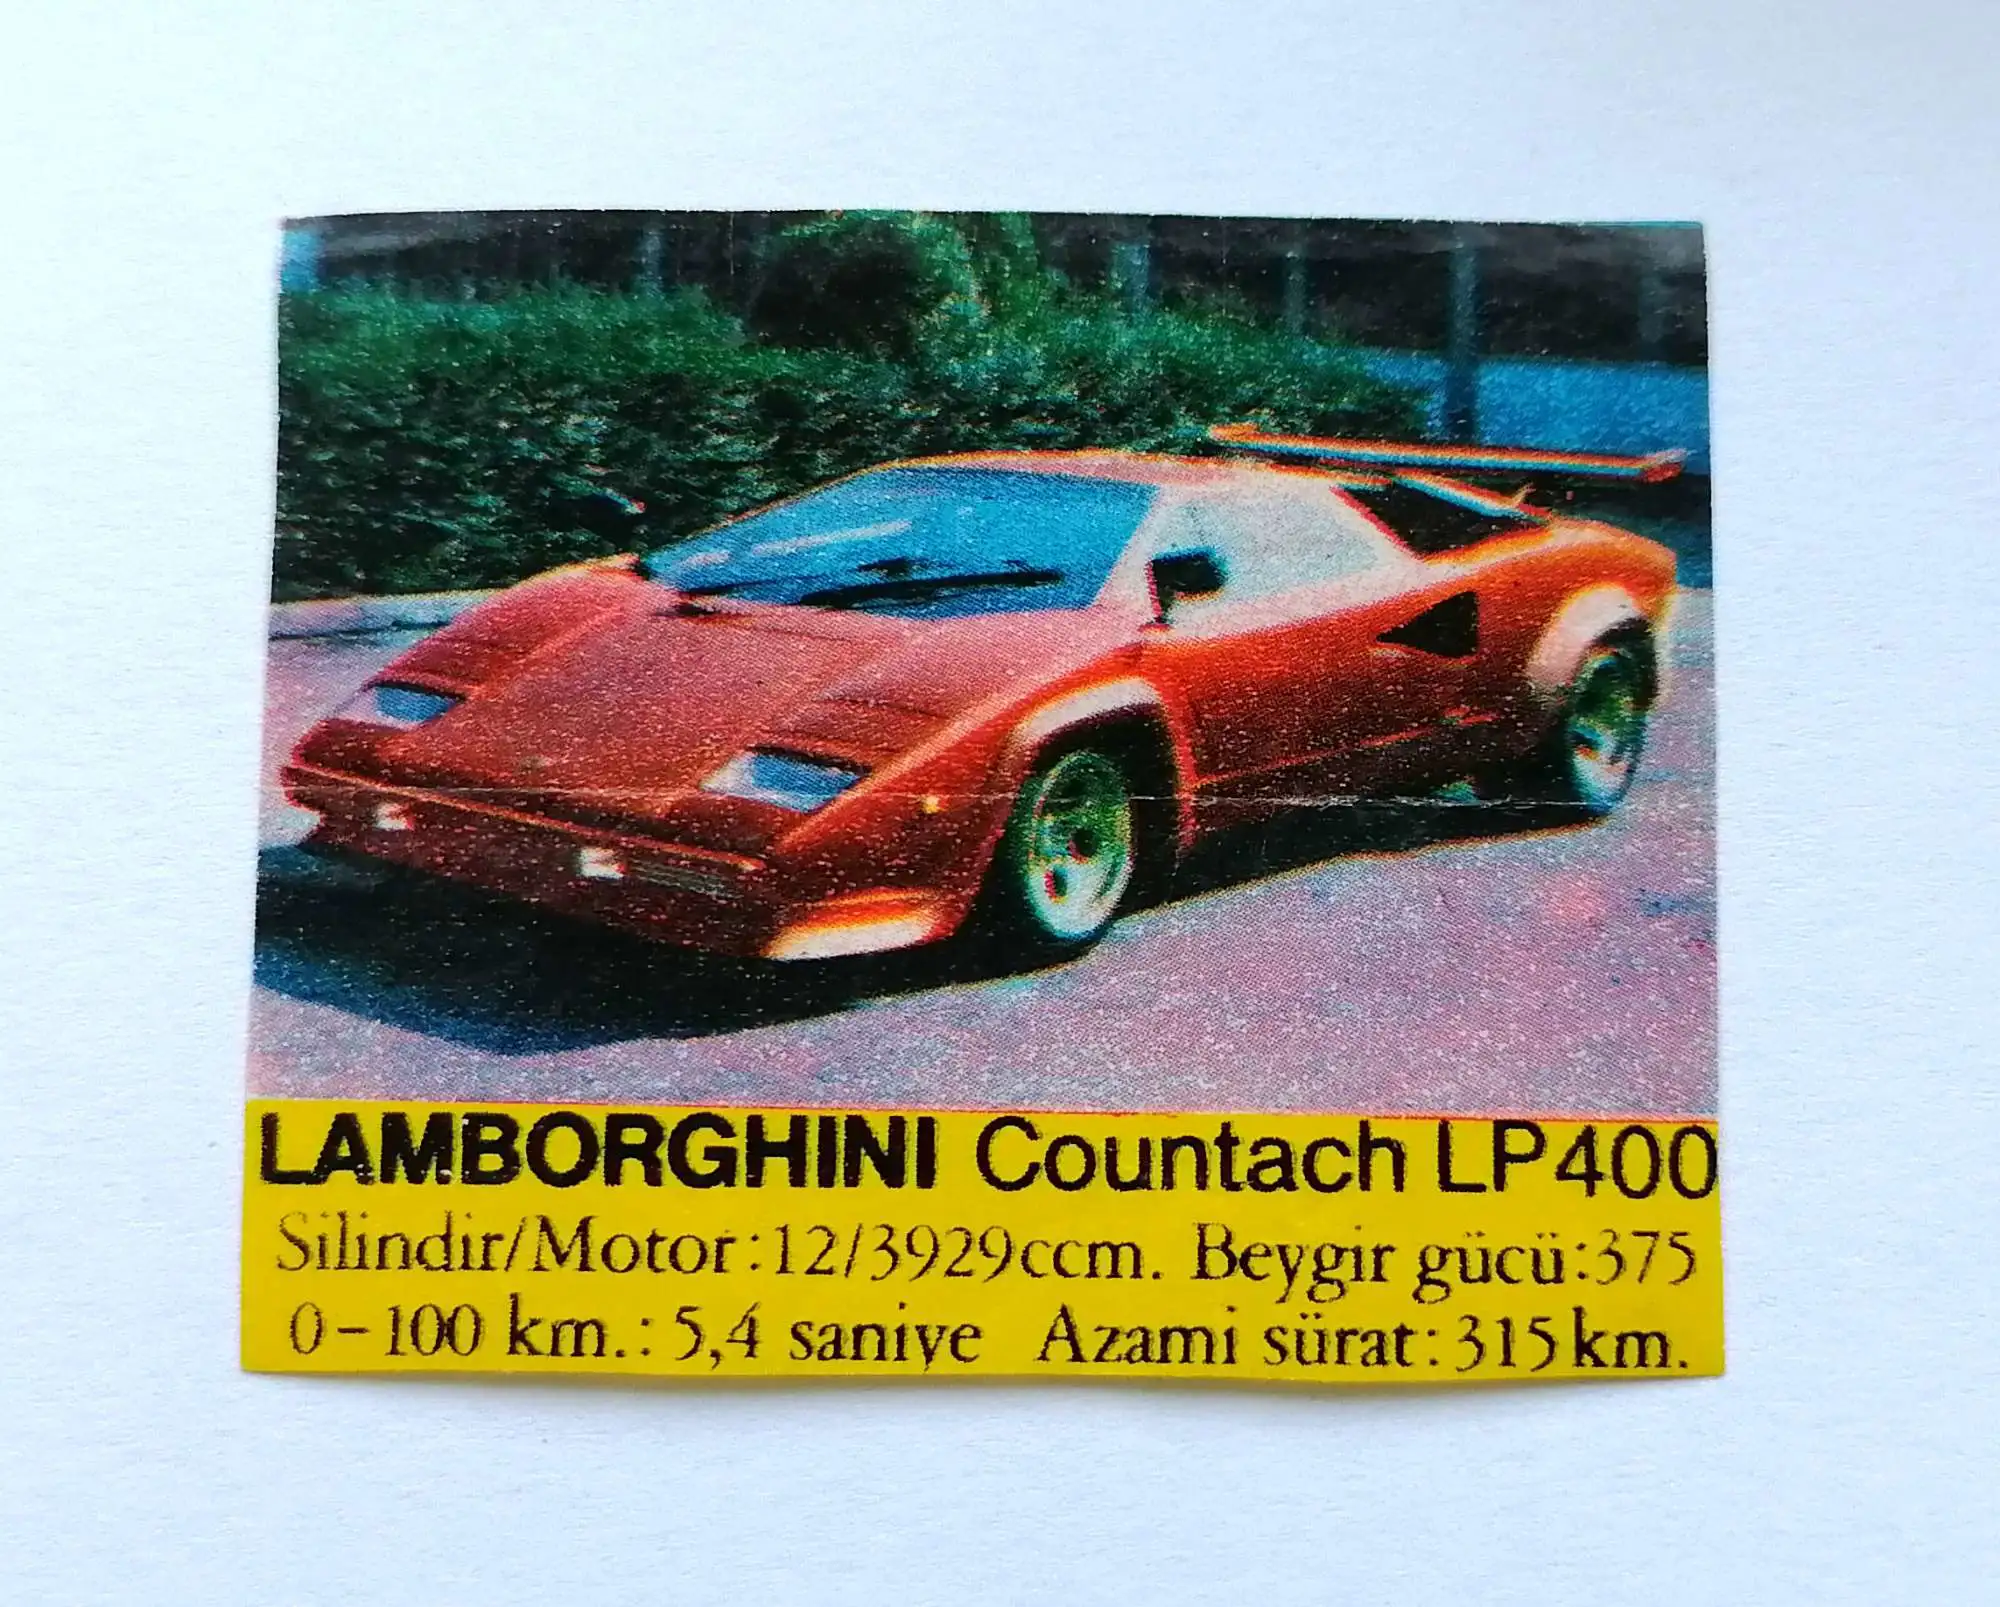 LAMBORGHINI Countach LP400
Silindir/Motor:12/3929ccm. Beygir gücü:375
0-100 km.: 5,4 saniye Azami sürat: 315 km.